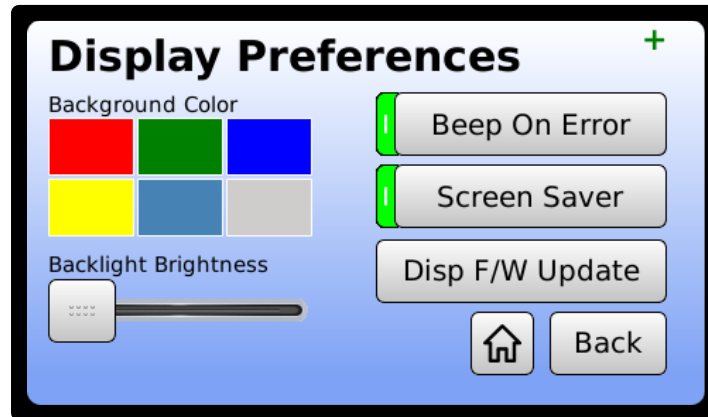 Display Preferences
+
Background Color
Beep On Error
Screen Saver
Backlight Brightness
Disp F/W Update
Back